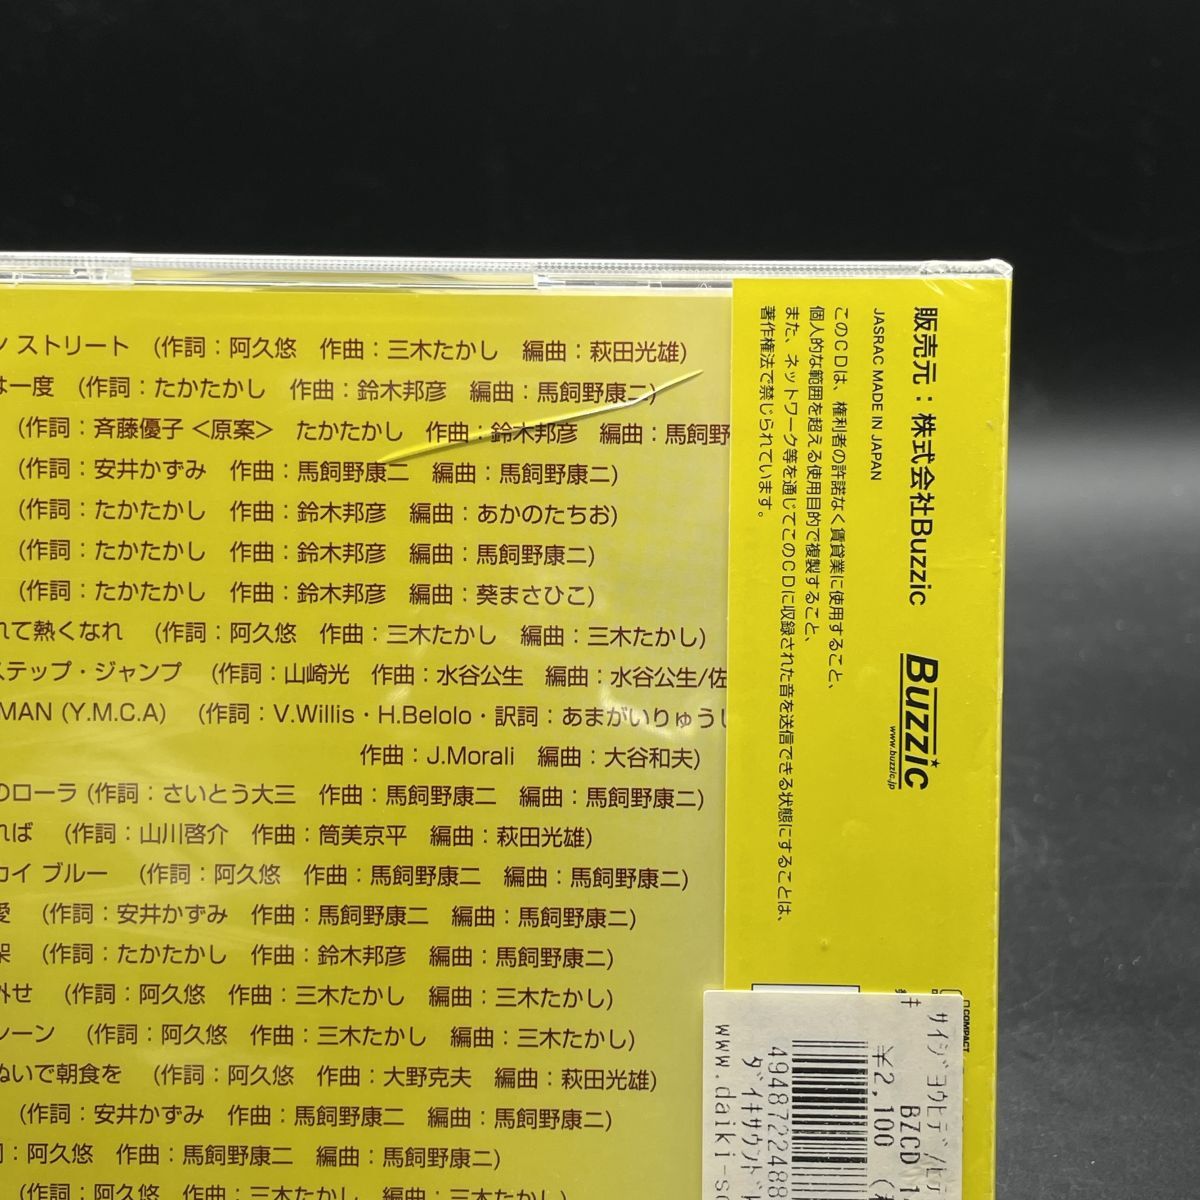 ン ストリート （作詞：阿久悠　作曲：三木たかし　編曲：萩田光雄)
は一度 （作詞：たかたかし　作曲：鈴木邦彦　編曲：馬飼野康二)
（作詞：斉藤優子＜原案＞　たかたかし　作曲：鈴木邦彦　編曲：馬飼野
（作詞：安井かずみ　作曲：馬飼野康二　編曲：馬飼野康二)
（作詞：たかたかし　作曲：鈴木邦彦　編曲：あかのたちお)
（作詞：たかたかし　作曲：鈴木邦彦　編曲：馬飼野康二)
（作詞：たかたかし　作曲：鈴木邦彦　編曲：葵まさひこ)
れて熱くなれ （作詞：阿久悠　作曲：三木たかし　編曲：三木たかし)
ステップ・ジャンプ （作詞：山崎光　作曲：水谷公生　編曲：水谷公生/佐
MAN (Y.M.C.A) （作詞：V.Willis・H.Belolo・訳詞：あまがいりゅうじ
作曲：J.Morali　編曲：大谷和夫)
のローラ (作詞：さいとう大三　作曲：馬飼野康二　編曲：馬飼野康二)
れば （作詞：山川啓介　作曲：筒美京平　編曲：萩田光雄)
カイ ブルー （作詞：阿久悠　作曲：馬飼野康二　編曲：馬飼野康二)
愛 （作詞：安井かずみ　作曲：馬飼野康二　編曲：馬飼野康二)
架 （作詞：たかたかし　作曲：鈴木邦彦　編曲：馬飼野康二)
外せ （作詞：阿久悠　作曲：三木たかし　編曲：三木たかし)
シーン （作詞：阿久悠　作曲：三木たかし　編曲：三木たかし)
ぬいで朝食を （作詞：阿久悠　作曲：大野克夫　編曲：萩田光雄)
（作詞：安井かずみ　作曲：馬飼野康二　編曲：馬飼野康二)
詞：阿久悠　作曲：馬飼野康二　編曲：馬飼野康二)
（作詞：阿久悠　作曲：三木たかし　編曲：三木たかし)
販売元：株式会社Buzzic
Buzzic
www.buzzic.jp
JASRAC MADE IN JAPAN
このCDは、権利者の許諾なく賃貸業に使用すること、
個人的な範囲を超える使用目的で複製すること、
また、ネットワーク等を通じてこのCDに収録された音を送信できる状態にすることは、
著作権法で禁じられています。
COMPACT
サイジヨウヒデ/ヒデ
BZCD 1
¥2,100 (税
4948722488
ダイキサウンド
www.daiki-so